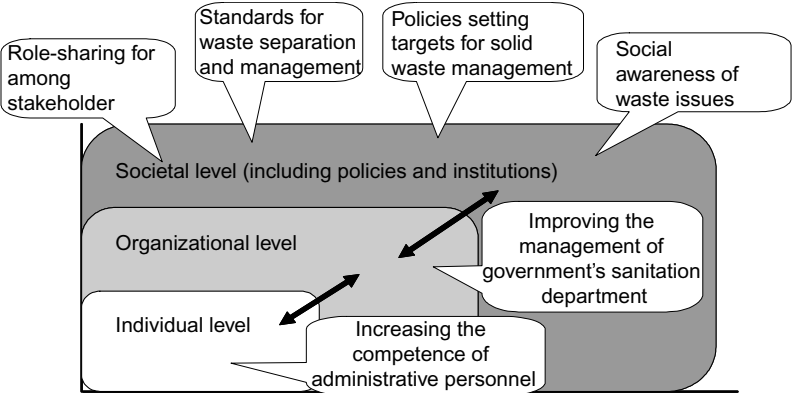 Role-sharing for
among
stakeholder
Standards for
waste separation
and management
Policies setting
targets for solid
waste management
Social
awareness of
waste issues
Societal level (including policies and institutions)
Organizational level
Improving the
management of
government's sanitation
department
Individual level
Increasing the
competence of
administrative personnel